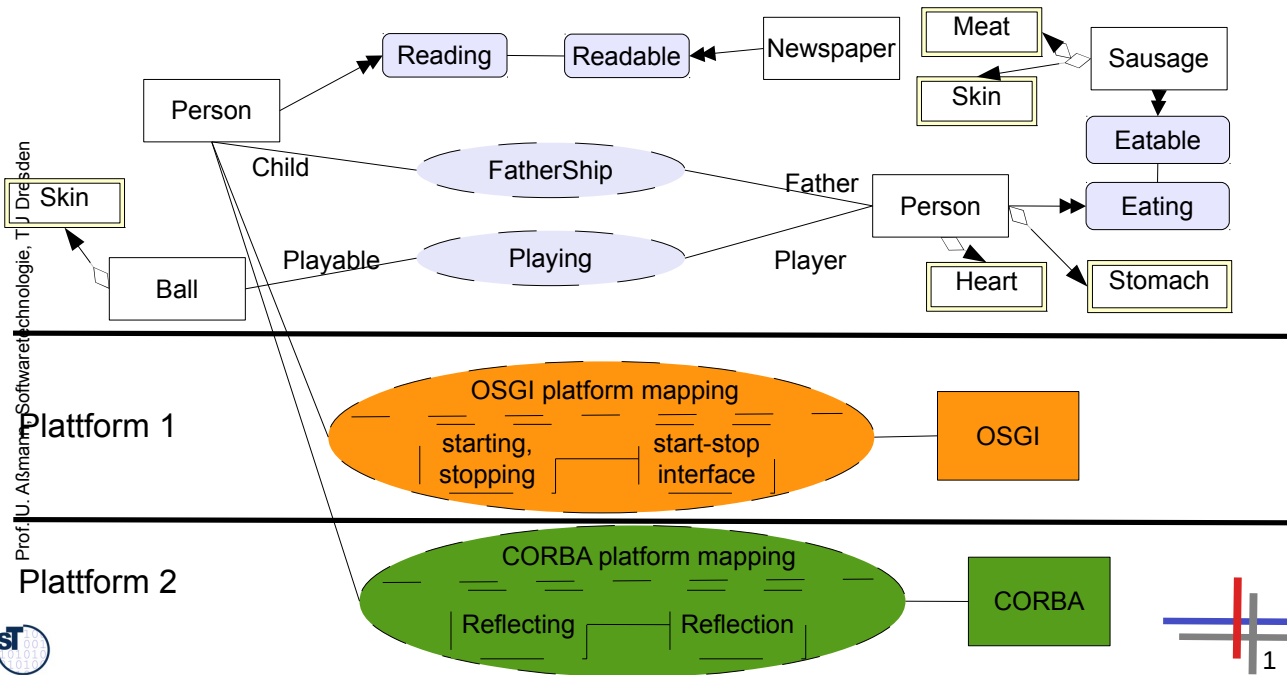 Meat
Reading
Readable
Newspaper
Sausage
Skin
Person
Eatable
Child
FatherShip
Father
Skin
Person
Eating
Playable
Playing
Player
Ball
Heart
Stomach
OSGI platform mapping
Plattform 1
starting,
stopping
start-stop
interface
OSGI
CORBA platform mapping
Plattform 2
Reflecting
Reflection
CORBA
Prof. U. Aßmann, Softwaretechnologie, TU Dresden
sT
1